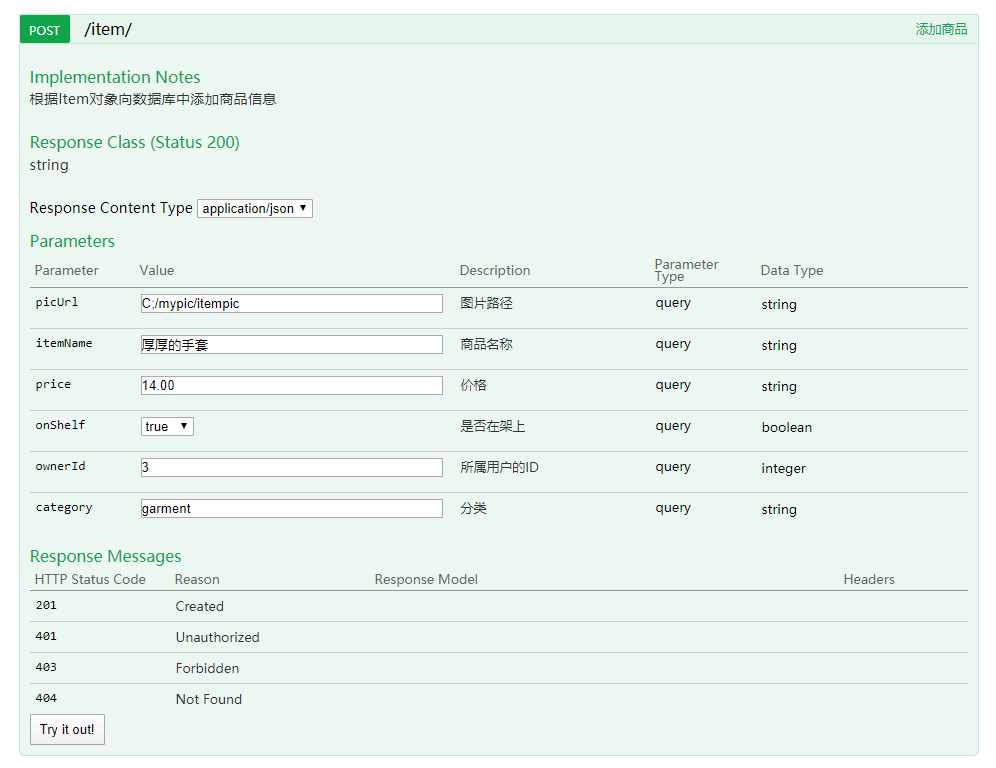 POST /item/ 添加商品
Implementation Notes
根据Item对象向数据库中添加商品信息
Response Class (Status 200)
string
Response Content Type application/json
Parameters
Parameter Value Description Parameter Type Data Type
picUrl C;/mypic/itempic 图片路径 query string
itemName 厚厚的手套 商品名称 query string
price 14.00 价格 query string
onShelf true 是否在架上 query boolean
ownerId 3 所属用户的ID query integer
category garment 分类 query string
Response Messages
HTTP Status Code Reason Response Model Headers
201 Created
401 Unauthorized
403 Forbidden
404 Not Found
Try it out!